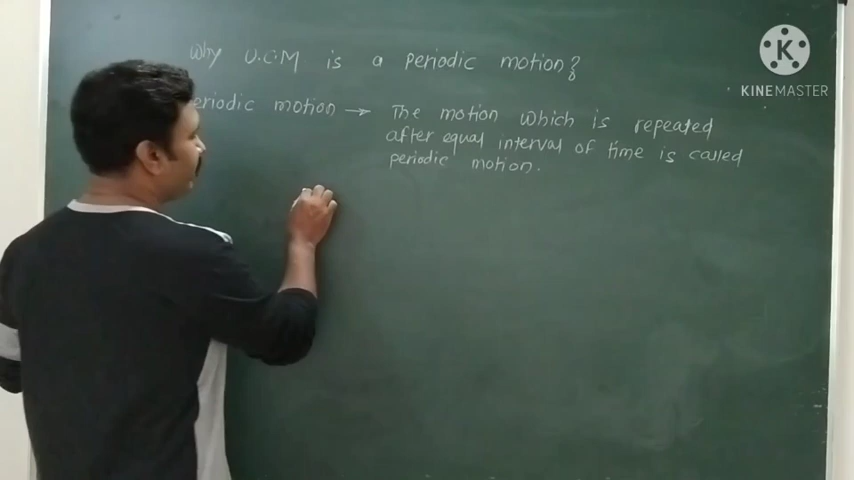 Why U.C.M is a periodic motion?
eriodic motion → The motion which is repeated
after equal interval of time is called
periodic motion.
K
KINEMASTER